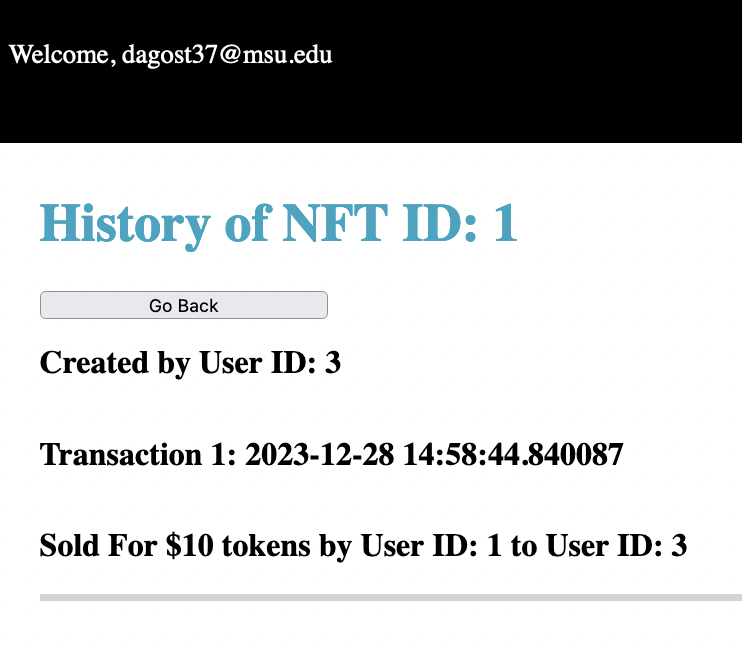 Welcome, dagost37@msu.edu
History of NFT ID: 1
Go Back
Created by User ID: 3
Transaction 1: 2023-12-28 14:58:44.840087
Sold For $10 tokens by User ID: 1 to User ID: 3